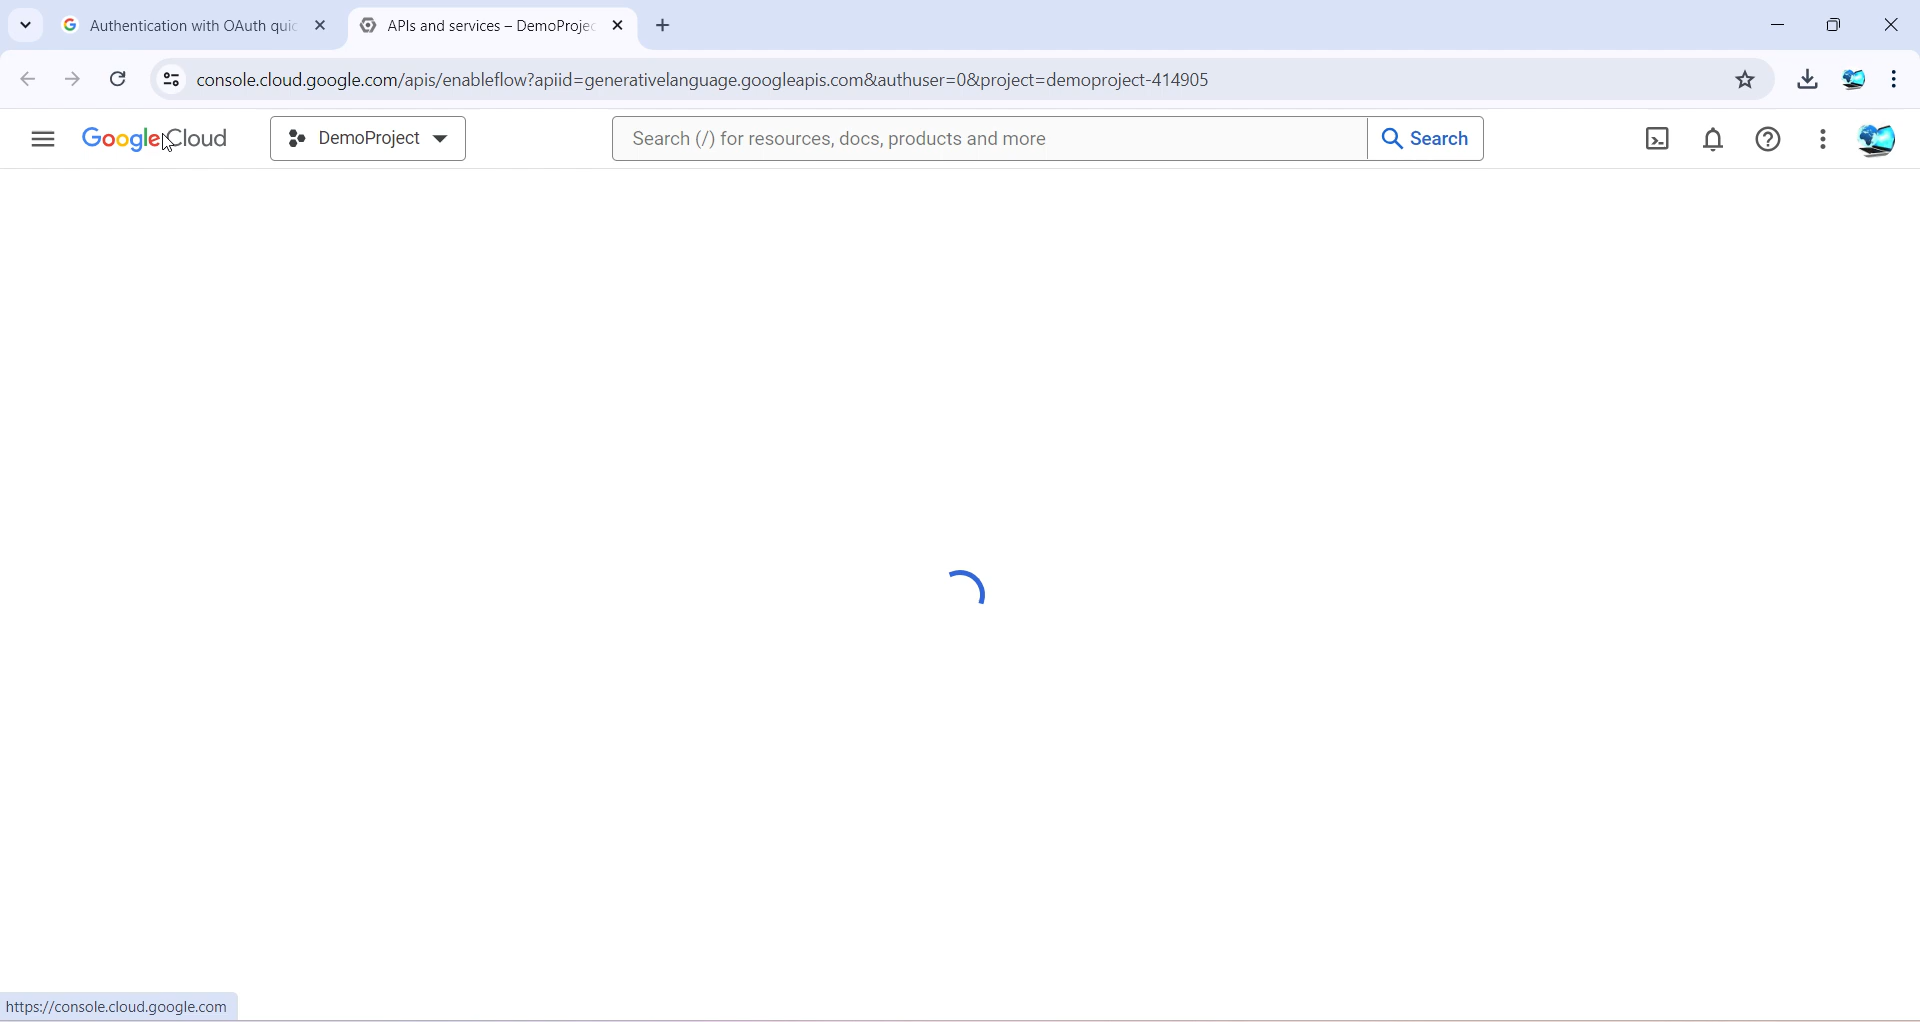 Authentication with OAuth quic
APIs and services – DemoProjec
console.cloud.google.com/apis/enableflow?apiid=generativelanguage.googleapis.com&authuser=0&project=demoproject-414905
Google Cloud
DemoProject
Search (/) for resources, docs, products and more
Search
https://console.cloud.google.com